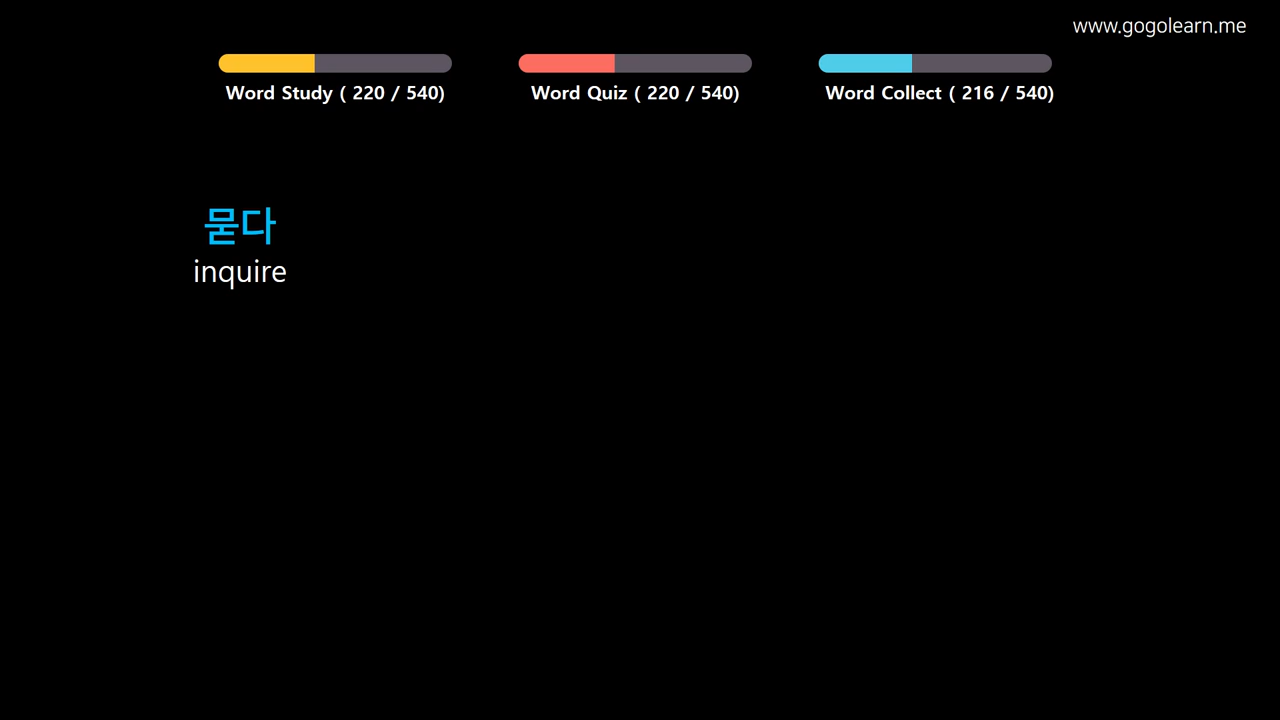 www.gogolearn.me
Word Study ( 220 / 540)
Word Quiz ( 220 / 540)
Word Collect ( 216 / 540)
묻다
inquire